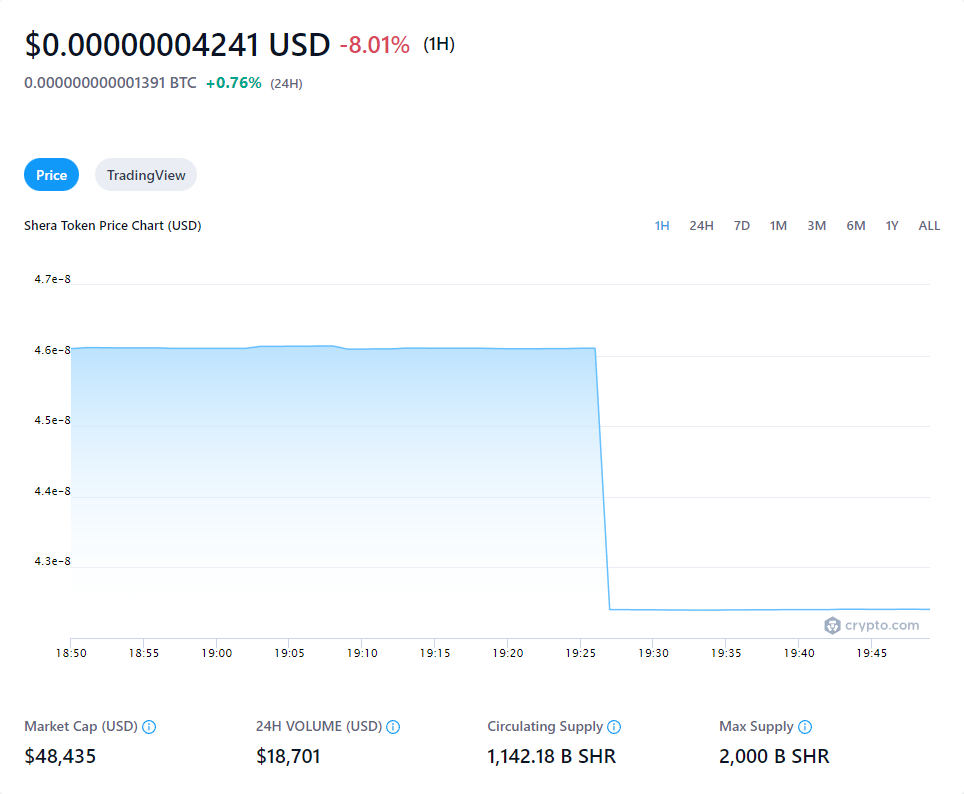 $0.00000004241 USD -8.01% (1H)
0.000000000001391 BTC +0.76% (24H)
Price TradingView
Shera Token Price Chart (USD) 1H 24H 7D 1M 3M 6M 1Y ALL
4.7e-8
4.6e-8
4.5e-8
4.4e-8
4.3e-8
crypto.com
18:50 18:55 19:00 19:05 19:10 19:15 19:20 19:25 19:30 19:35 19:40 19:45
Market Cap (USD) 24H VOLUME (USD) Circulating Supply Max Supply
$48,435 $18,701 1,142.18 B SHR 2,000 B SHR